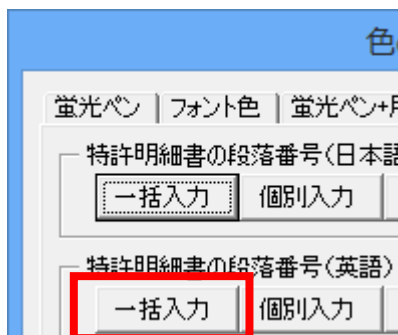 色
蛍光ペン フォント色 蛍光ペン+
特許明細書の段落番号(日本語
一括入力 個別入力
特許明細書の段落番号(英語)
一括入力 個別入力